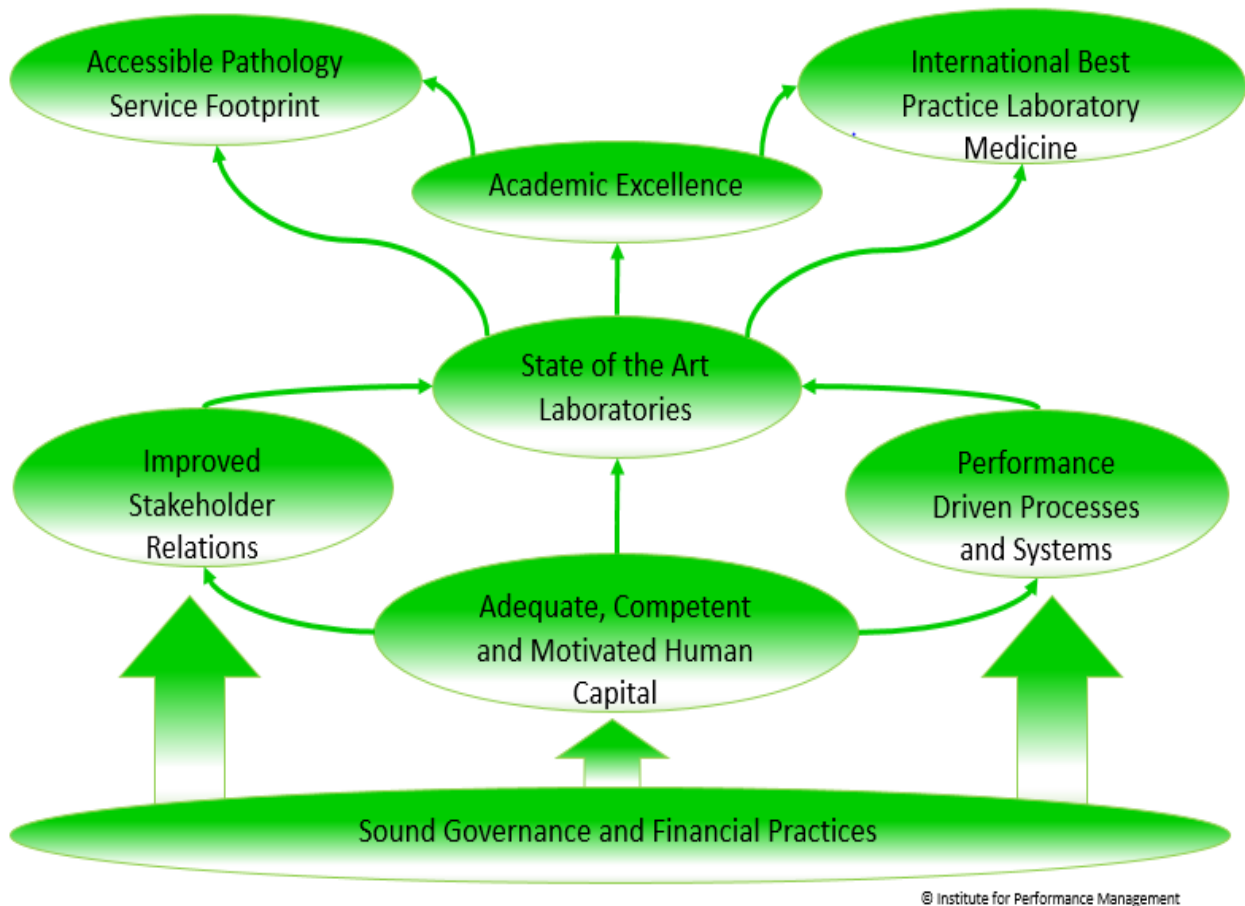 Accessible Pathology
Service Footprint
International Best
Practice Laboratory
Medicine
Academic Excellence
State of the Art
Laboratories
Improved
Stakeholder
Relations
Performance
Driven Processes
and Systems
Adequate, Competent
and Motivated Human
Capital
Sound Governance and Financial Practices
© Institute for Performance Management